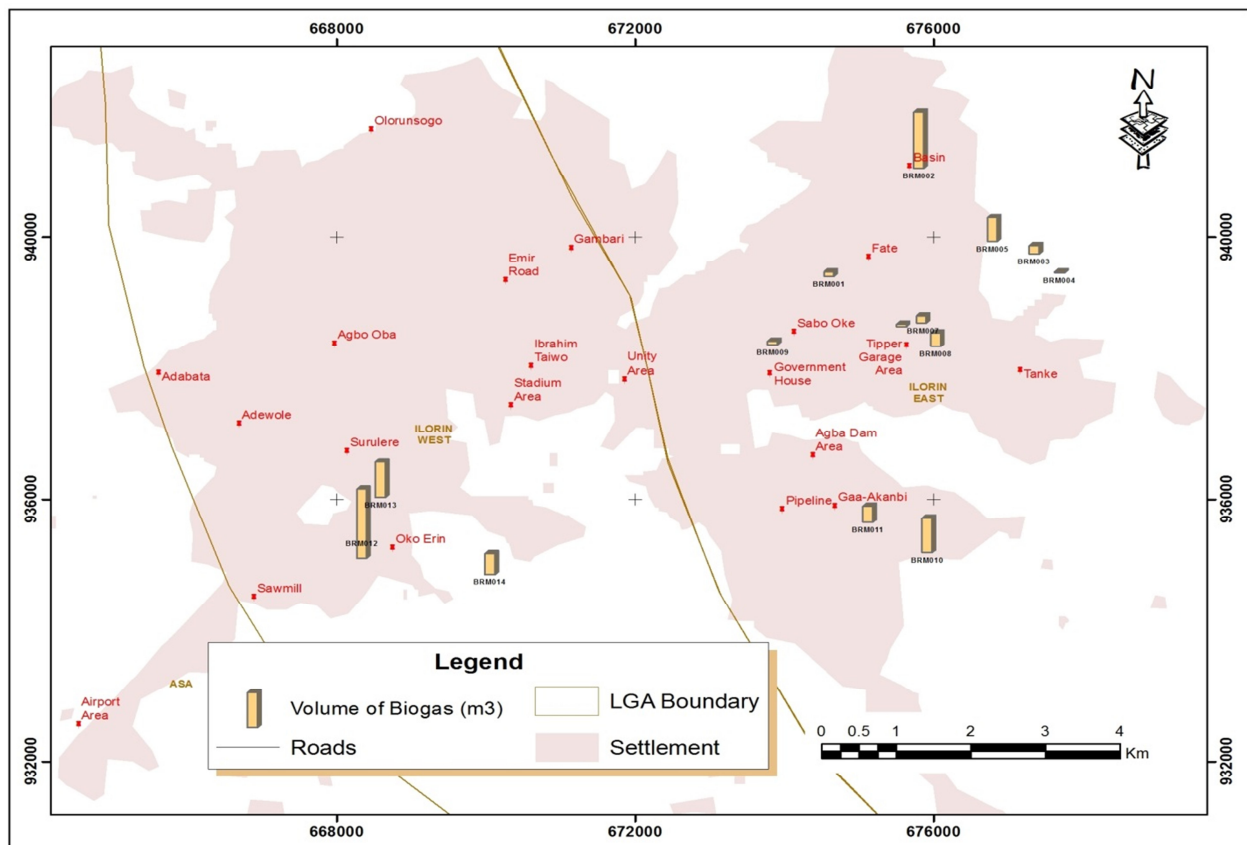 668000
672000
676000
N
Olorunsogo
Basin
BRM002
940000
940000
Gambari
BRM005
Emir
Road
Fate
BRM003
BRM001
BRM004
Agbo Oba
Sabo Oke
BRM007
Ibrahim
Taiwo
Unity
Area
BRM009
Tipper
Garage
Area
BRM008
Adabata
Stadium
Area
Government
House
Tanke
ILORIN
EAST
Adewole
ILORIN
WEST
Surulere
Agba Dam
Area
936000
936000
BRM013
Pipeline
Gaa-Akanbi
BRM011
BRM012
Oko Erin
BRM010
BRM014
Sawmill
Legend
Volume of Biogas (m3)
LGA Boundary
Roads
Settlement
ASA
Airport
Area
0 0.5 1 2 3 4
Km
932000
932000
668000
672000
676000